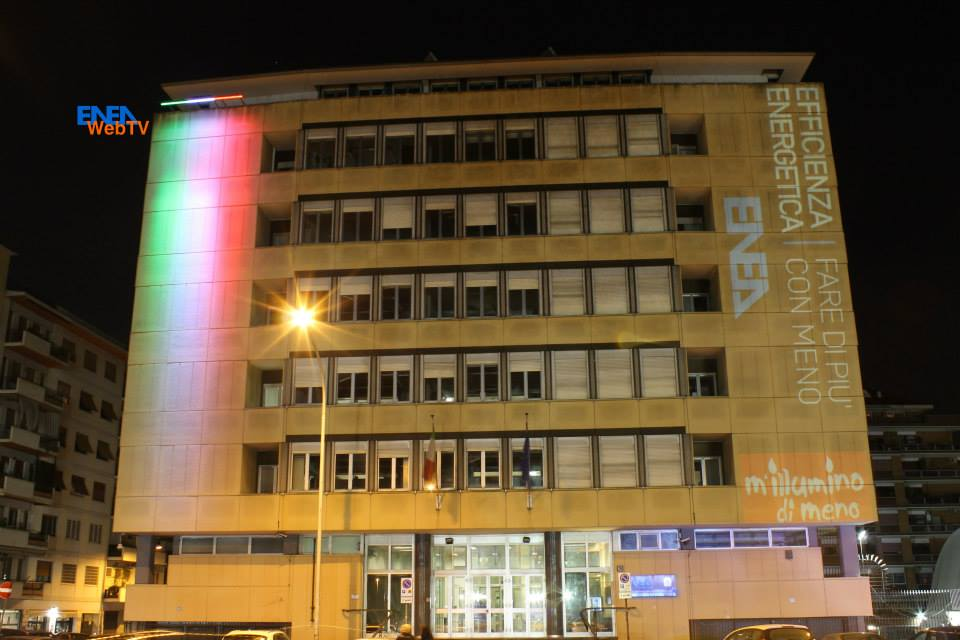 ENEA
WebTV
EFFICIENZA | FARE DI PIU'
ENERGETICA | CON MENO
ENEA
m'illumino
di meno